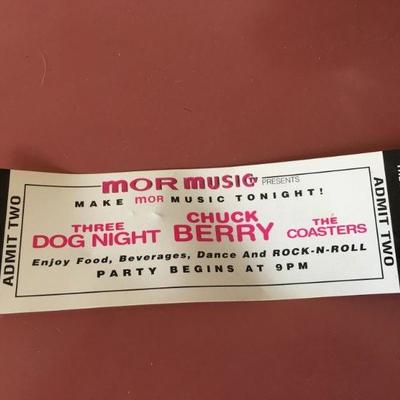 mor music TV PRESENTS
MAKE mor MUSIC TONIGHT!
THREE DOG NIGHT
CHUCK BERRY
THE COASTERS
Enjoy Food, Beverages, Dance And ROCK-N-ROLL
PARTY BEGINS AT 9PM
ADMIT TWO
ADMIT TWO